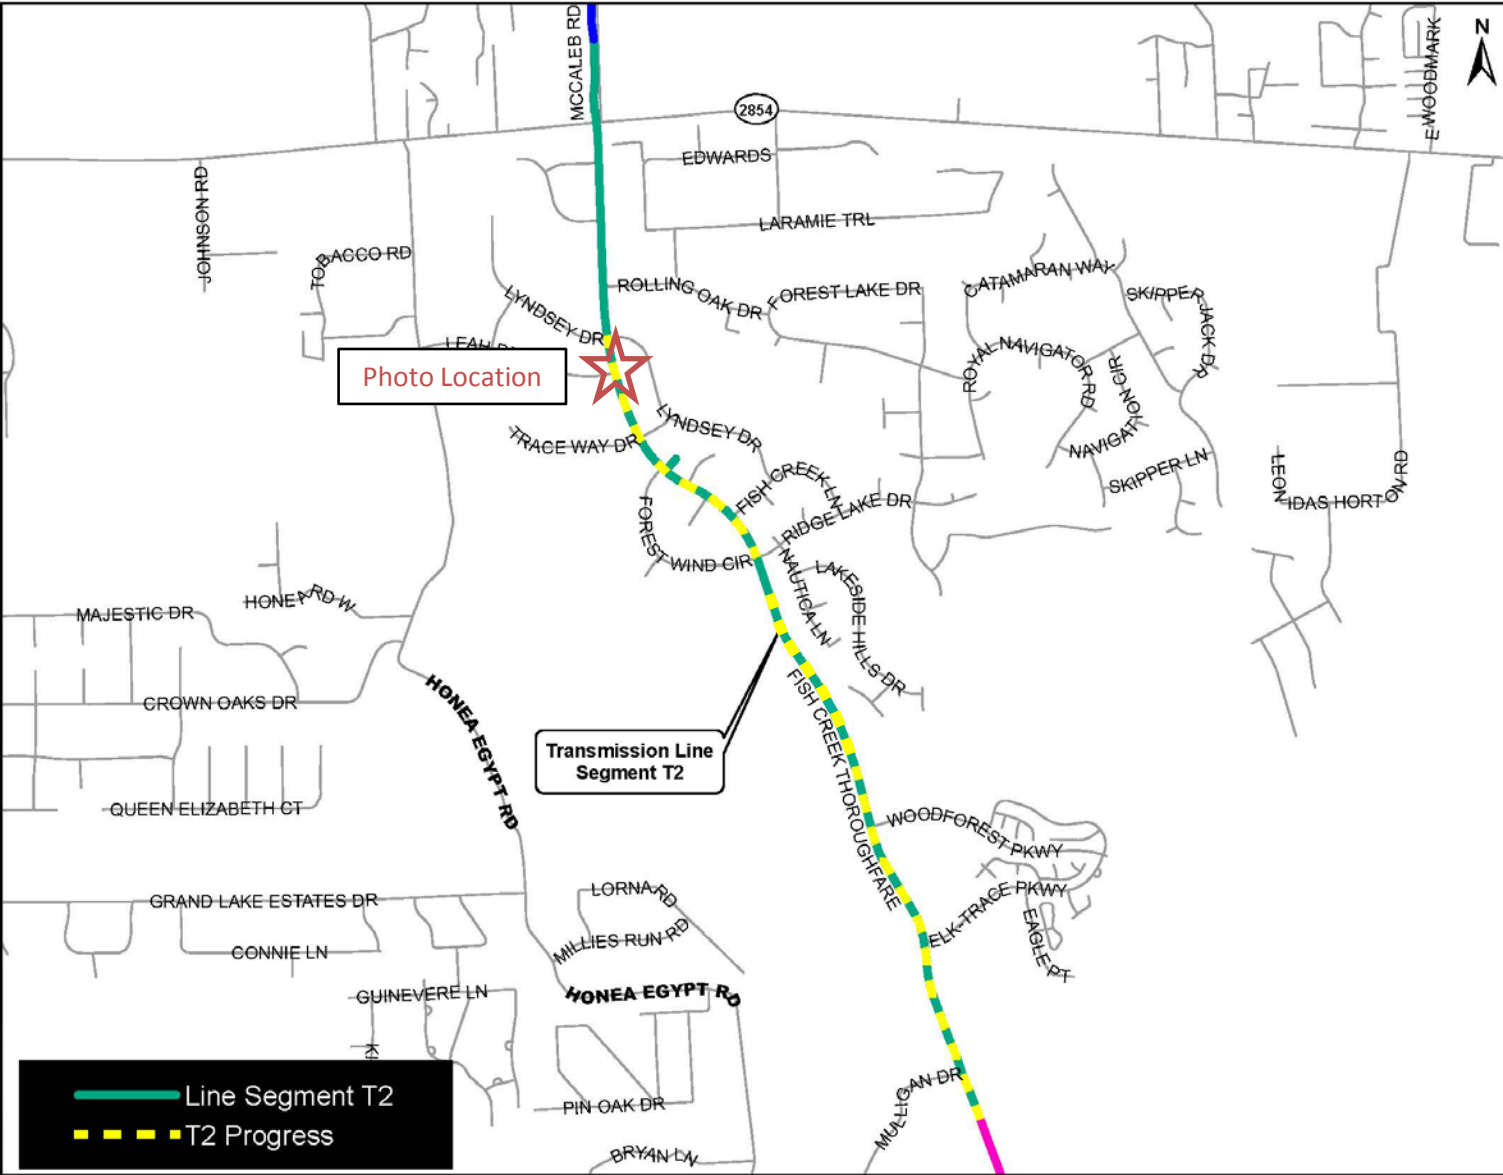 MCCALEB RD
N
E WOODMARK
2854
EDWARDS
JOHNSON RD
LARAMIE TRL
TOBACCO RD
ROLLING OAK DR
FOREST LAKE DR
CATAMARAN WAY
SKIPPER JACK DR
LYNDSEY DR
LEAH
Photo Location
ROYAL NAVIGATOR RD
NAVIGATION CIR
LYNDSEY DR
TRACE WAY DR
FISH CREEK LN
SKIPPER LN
LEONIDAS HORTON RD
RIDGE LAKE DR
FOREST WIND CIR
NAUTICA LN
LAKESIDE HILLS DR
HONEA RD W
MAJESTIC DR
CROWN OAKS DR
HONEA EGYPT RD
FISH CREEK THOROUGHFARE
Transmission Line
Segment T2
QUEEN ELIZABETH CT
WOODFOREST PKWY
GRAND LAKE ESTATES DR
LORNA RD
ELK-TRACE PKWY
MILLIES RUN RD
EAGLE PT
CONNIE LN
GUINEVERE LN
HONEA EGYPT RD
KI
Line Segment T2
T2 Progress
PIN OAK DR
MULLIGAN DR
BRYAN LN